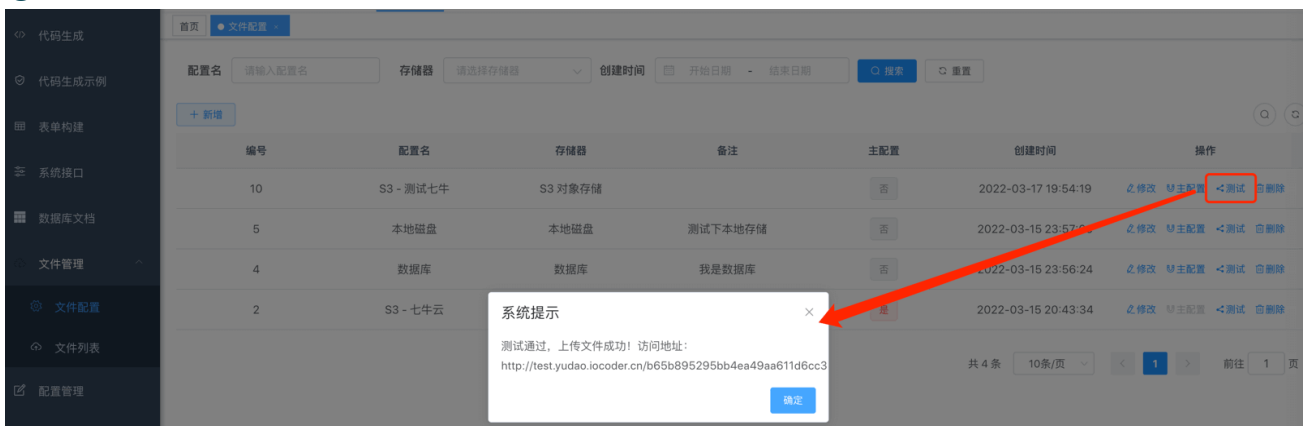 代码生成
代码生成示例
表单构建
系统接口
数据库文档
文件管理
文件配置
文件列表
配置管理
首页 文件配置 ×
配置名 请输入配置名 存储器 请选择存储器 创建时间 开始日期 - 结束日期 搜索 重置
+ 新增
编号 配置名 存储器 备注 主配置 创建时间 操作
10 S3 - 测试七牛 S3 对象存储 否 2022-03-17 19:54:19 修改 主配置 测试 删除
5 本地磁盘 本地磁盘 测试下本地存储 否 2022-03-15 23:57: 修改 主配置 测试 删除
4 数据库 数据库 我是数据库 否 2022-03-15 23:56:24 修改 主配置 测试 删除
2 S3 - 七牛云 是 2022-03-15 20:43:34 修改 主配置 测试 删除
系统提示 ×
测试通过，上传文件成功！访问地址：
http://test.yudao.iocoder.cn/b65b895295bb4ea49aa611d6cc3
确定
共 4 条 10条/页 < 1 > 前往 1 页